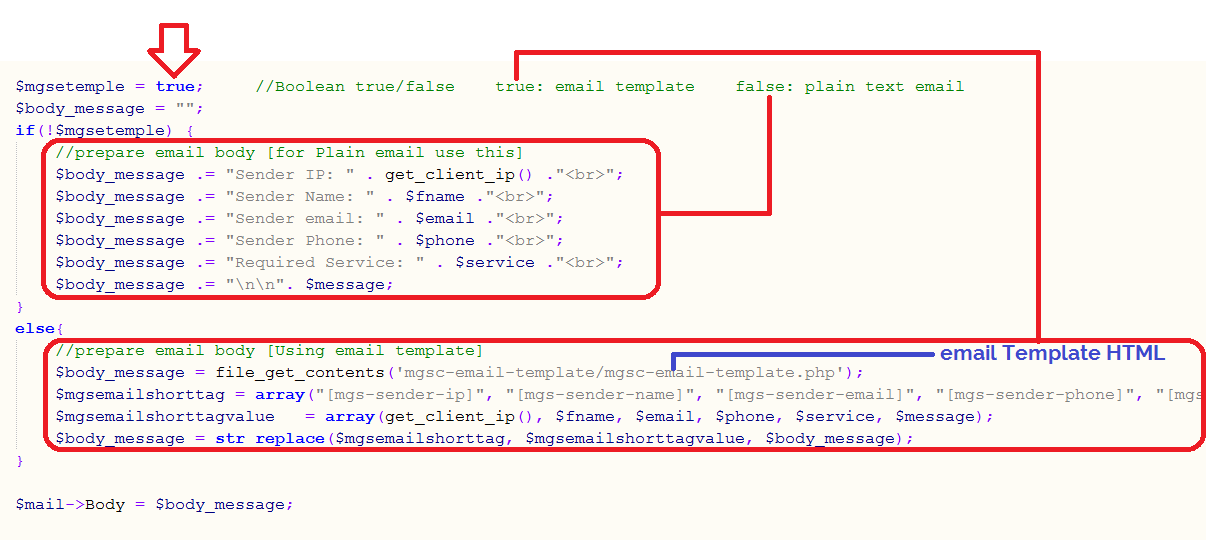 $mgsetemple = true;     //Boolean true/false    true: email template    false: plain text email
$body_message = "";
if(!$mgsetemple) {
    //prepare email body [for Plain email use this]
    $body_message .= "Sender IP: " . get_client_ip() ."<br>";
    $body_message .= "Sender Name: " . $fname ."<br>";
    $body_message .= "Sender email: " . $email ."<br>";
    $body_message .= "Sender Phone: " . $phone ."<br>";
    $body_message .= "Required Service: " . $service ."<br>";
    $body_message .= "\n\n". $message;
}
else{
    //prepare email body [Using email template]
email Template HTML
    $body_message = file_get_contents('mgsc-email-template/mgsc-email-template.php');
    $mgsemailshorttag = array("[mgs-sender-ip]", "[mgs-sender-name]", "[mgs-sender-email]", "[mgs-sender-phone]", "[mgs
    $mgsemailshorttagvalue   = array(get_client_ip(), $fname, $email, $phone, $service, $message);
    $body_message = str_replace($mgsemailshorttag, $mgsemailshorttagvalue, $body_message);
}
$mail->Body = $body_message;